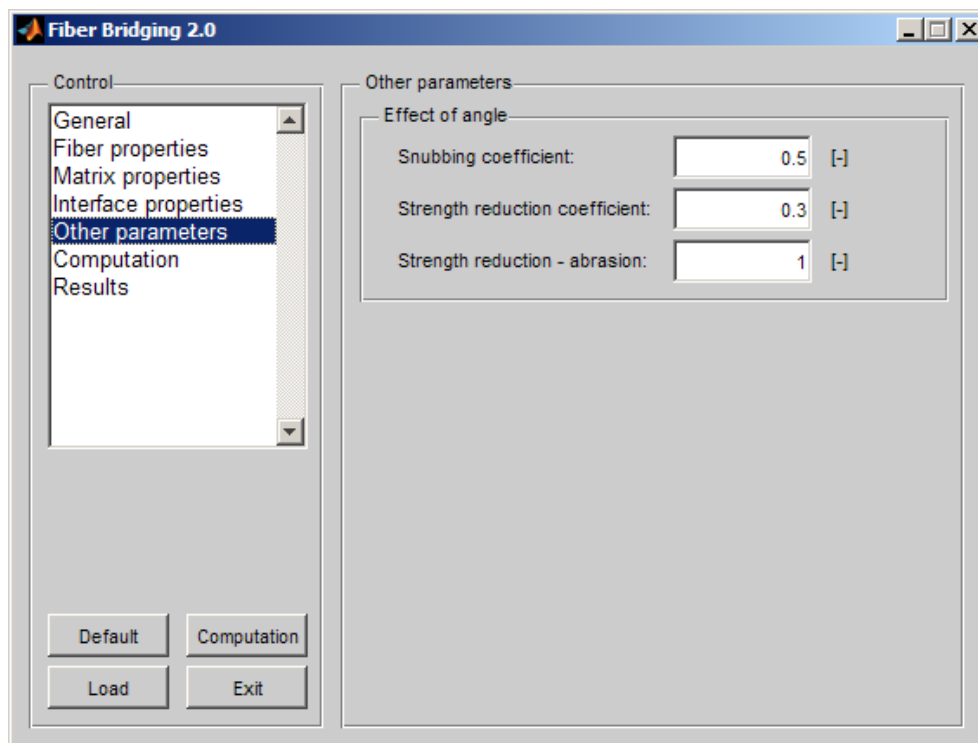 Fiber Bridging 2.0
Control
General
Fiber properties
Matrix properties
Interface properties
Other parameters
Computation
Results
Default
Computation
Load
Exit
Other parameters
Effect of angle
Snubbing coefficient: 0.5 [-]
Strength reduction coefficient: 0.3 [-]
Strength reduction - abrasion: 1 [-]